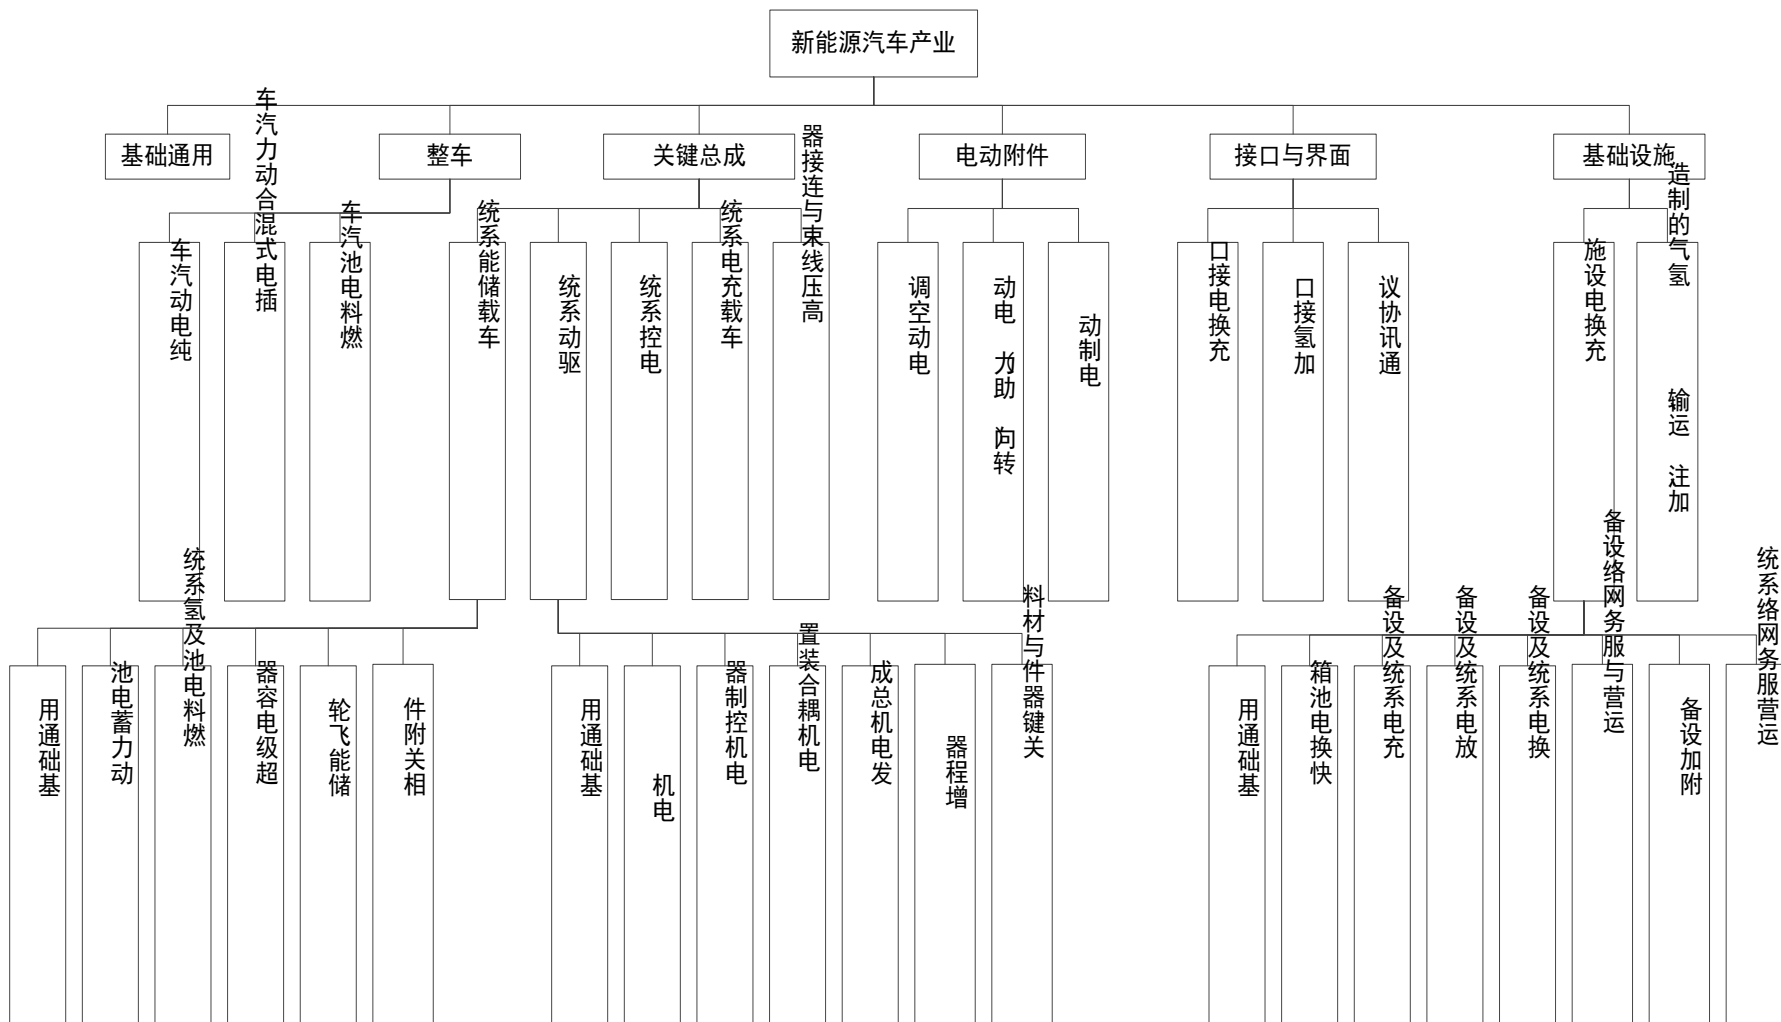 新能源汽车产业
基础通用
整车
关键总成
电动附件
接口与界面
基础设施
车汽动电纯
车汽力动合混式电插
车汽池电料燃
统系能储载车
统系动驱
统系控电
统系电充载车
器接连与束线压高
调空动电
动电 力助 向转
动制电
口接电换充
口接氢加
议协讯通
施设电换充
造制的气氢 输运 注加
用通础基
池电蓄力动
统系氢及池电料燃
器容电级超
轮飞能储
件附关相
用通础基
机电
器制控机电
置装合耦机电
成总机电发
器程增
料材与件器键关
用通础基
箱池电换快
备设及统系电充
备设及统系电放
备设及统系电换
备设络网务服与营运
备设加附
统系络网务服营运